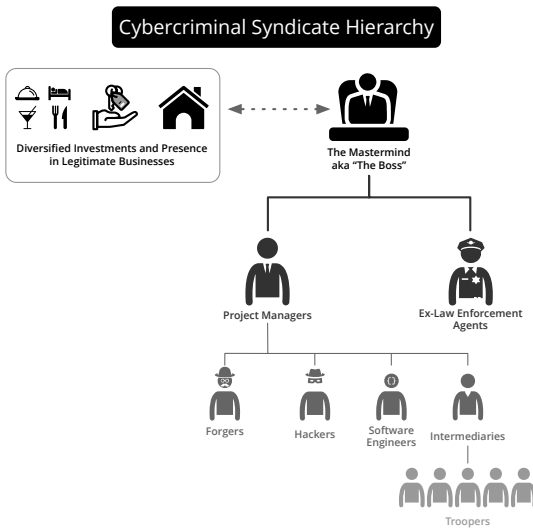 Cybercriminal Syndicate Hierarchy
Diversified Investments and Presence
in Legitimate Businesses
The Mastermind
aka “The Boss”
Project Managers
Ex-Law Enforcement
Agents
Forgers
Hackers
Software
Engineers
Intermediaries
Troopers